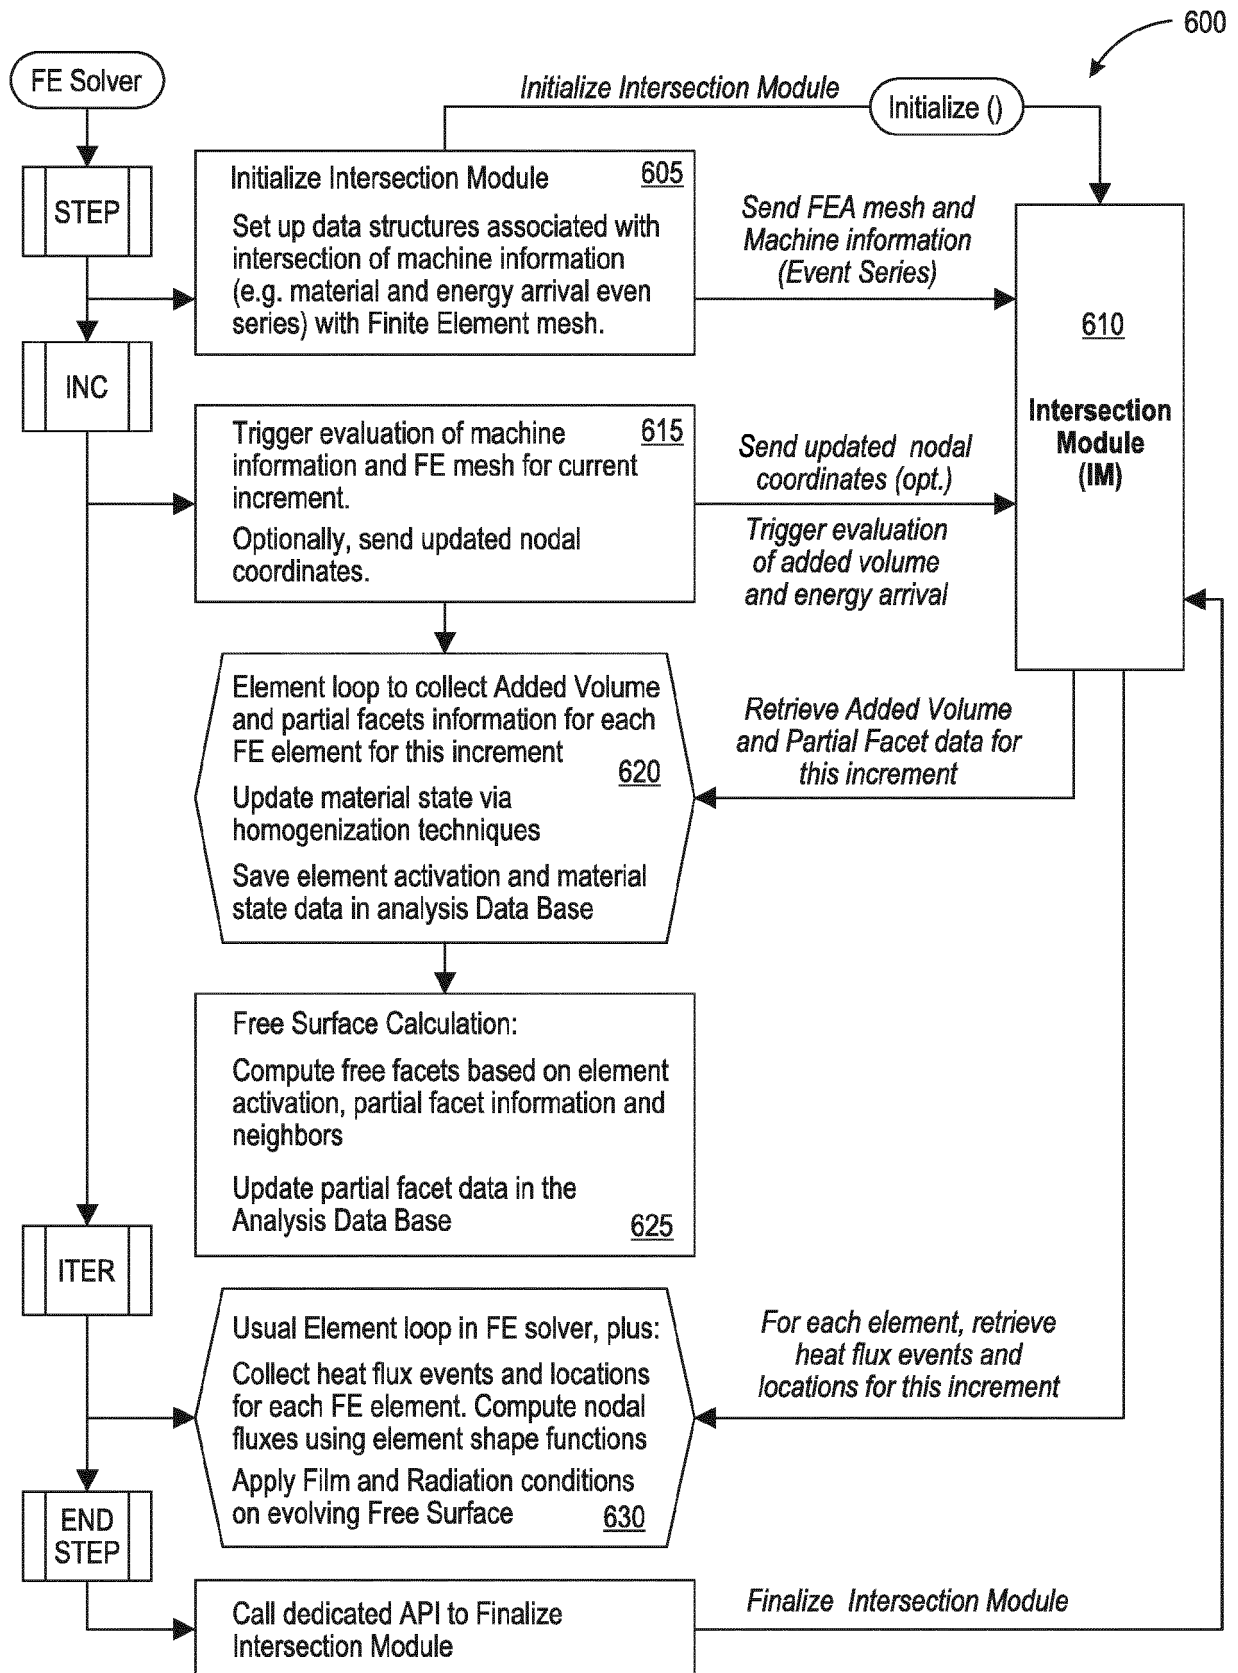 600
FE Solver
Initialize Intersection Module
Initialize ()
STEP
Initialize Intersection Module 605
Set up data structures associated with
intersection of machine information
(e.g. material and energy arrival even
series) with Finite Element mesh.
Send FEA mesh and
Machine information
(Event Series)
610
Intersection
Module
(IM)
INC
Trigger evaluation of machine 615
information and FE mesh for current
increment.
Optionally, send updated nodal
coordinates.
Send updated nodal
coordinates (opt.)
Trigger evaluation
of added volume
and energy arrival
Element loop to collect Added Volume
and partial facets information for each
FE element for this increment
620
Update material state via
homogenization techniques
Save element activation and material
state data in analysis Data Base
Retrieve Added Volume
and Partial Facet data for
this increment
Free Surface Calculation:
Compute free facets based on element
activation, partial facet information and
neighbors
Update partial facet data in the
Analysis Data Base 625
ITER
Usual Element loop in FE solver, plus:
Collect heat flux events and locations
for each FE element. Compute nodal
fluxes using element shape functions
Apply Film and Radiation conditions
on evolving Free Surface 630
For each element, retrieve
heat flux events and
locations for this increment
END
STEP
Call dedicated API to Finalize
Intersection Module
Finalize Intersection Module